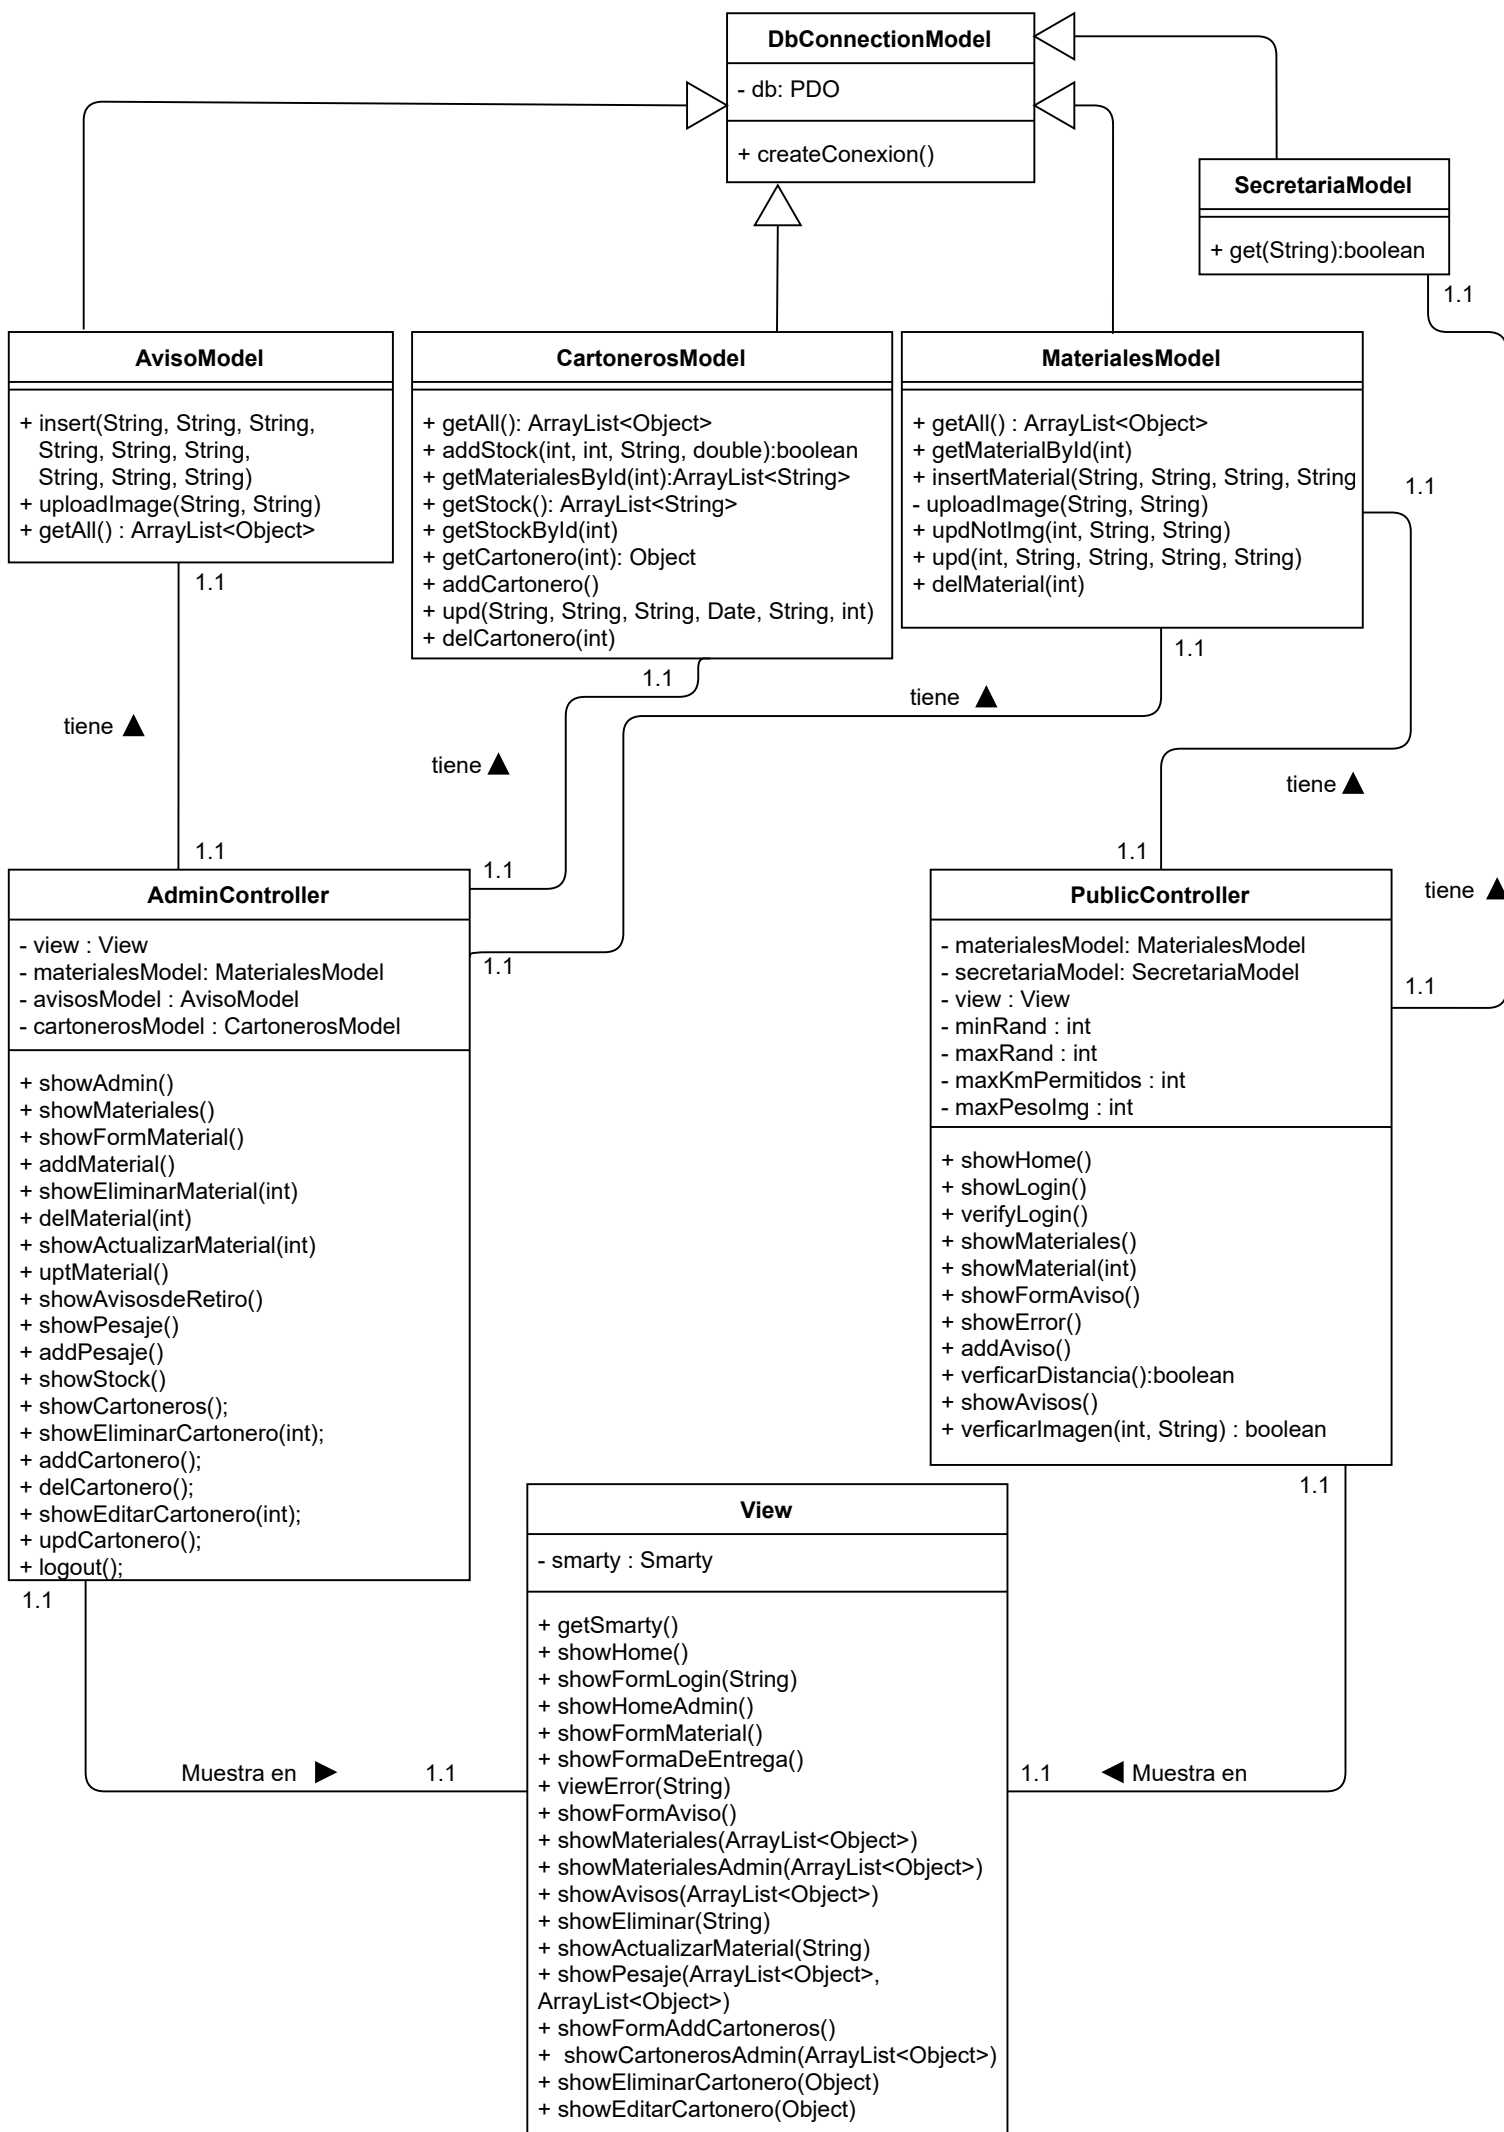 DbConnectionModel
- db: PDO
+ createConexion()
SecretariaModel
+ get(String):boolean
1.1
AvisoModel
+ insert(String, String, String,
String, String, String,
String, String, String)
+ uploadImage(String, String)
+ getAll() : ArrayList<Object>
1.1
CartonerosModel
+ getAll(): ArrayList<Object>
+ addStock(int, int, String, double):boolean
+ getMaterialesById(int):ArrayList<String>
+ getStock(): ArrayList<String>
+ getStockById(int)
+ getCartonero(int): Object
+ addCartonero()
+ upd(String, String, String, Date, String, int)
+ delCartonero(int)
1.1
MaterialesModel
+ getAll() : ArrayList<Object>
+ getMaterialById(int)
+ insertMaterial(String, String, String, String
- uploadImage(String, String)
+ updNotImg(int, String, String)
+ upd(int, String, String, String, String)
+ delMaterial(int)
1.1
1.1
tiene ▲
tiene ▲
tiene ▲
tiene ▲
tiene ▲
1.1
1.1
1.1
1.1
1.1
AdminController
- view : View
- materialesModel: MaterialesModel
- avisosModel : AvisoModel
- cartonerosModel : CartonerosModel
+ showAdmin()
+ showMateriales()
+ showFormMaterial()
+ addMaterial()
+ showEliminarMaterial(int)
+ delMaterial(int)
+ showActualizarMaterial(int)
+ uptMaterial()
+ showAvisosdeRetiro()
+ showPesaje()
+ addPesaje()
+ showStock()
+ showCartoneros();
+ showEliminarCartonero(int);
+ addCartonero();
+ delCartonero();
+ showEditarCartonero(int);
+ updCartonero();
+ logout();
1.1
PublicController
- materialesModel: MaterialesModel
- secretariaModel: SecretariaModel
- view : View
- minRand : int
- maxRand : int
- maxKmPermitidos : int
- maxPesoImg : int
+ showHome()
+ showLogin()
+ verifyLogin()
+ showMateriales()
+ showMaterial(int)
+ showFormAviso()
+ showError()
+ addAviso()
+ verficarDistancia():boolean
+ showAvisos()
+ verficarImagen(int, String) : boolean
1.1
View
- smarty : Smarty
+ getSmarty()
+ showHome()
+ showFormLogin(String)
+ showHomeAdmin()
+ showFormMaterial()
+ showFormaDeEntrega()
+ viewError(String)
+ showFormAviso()
+ showMateriales(ArrayList<Object>)
+ showMaterialesAdmin(ArrayList<Object>)
+ showAvisos(ArrayList<Object>)
+ showEliminar(String)
+ showActualizarMaterial(String)
+ showPesaje(ArrayList<Object>,
ArrayList<Object>)
+ showFormAddCartoneros()
+ showCartonerosAdmin(ArrayList<Object>)
+ showEliminarCartonero(Object)
+ showEditarCartonero(Object)
Muestra en ▶
1.1
1.1
◀ Muestra en